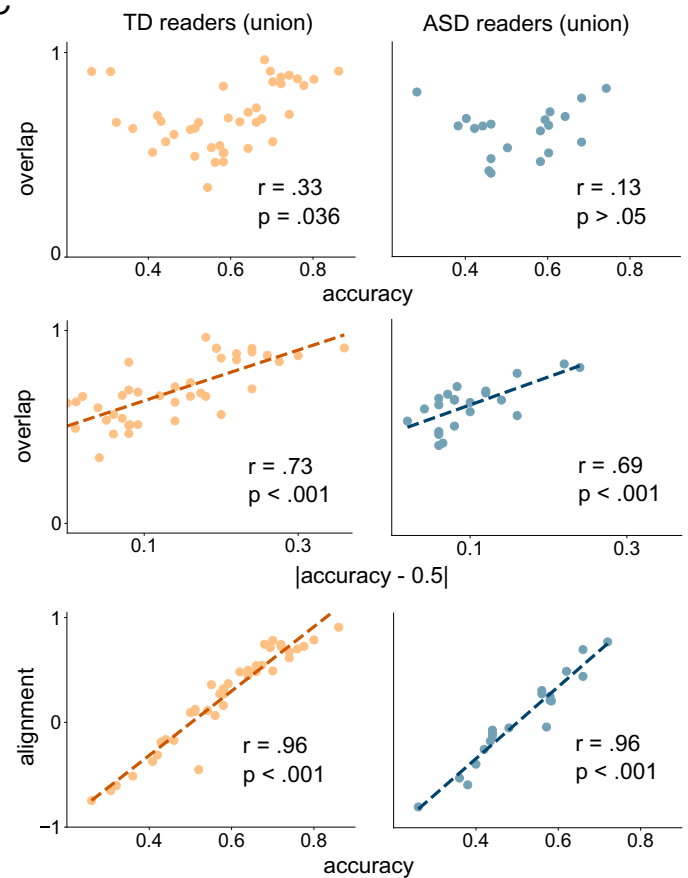 TD readers (union)
ASD readers (union)
1
overlap
0
r = .33
p = .036
r = .13
p > .05
0.4 0.6 0.8
0.4 0.6 0.8
accuracy
1
overlap
0
r = .73
p < .001
r = .69
p < .001
0.1 0.3
0.1 0.3
|accuracy - 0.5|
1
alignment
0
−1
r = .96
p < .001
r = .96
p < .001
0.4 0.6 0.8
0.4 0.6 0.8
accuracy